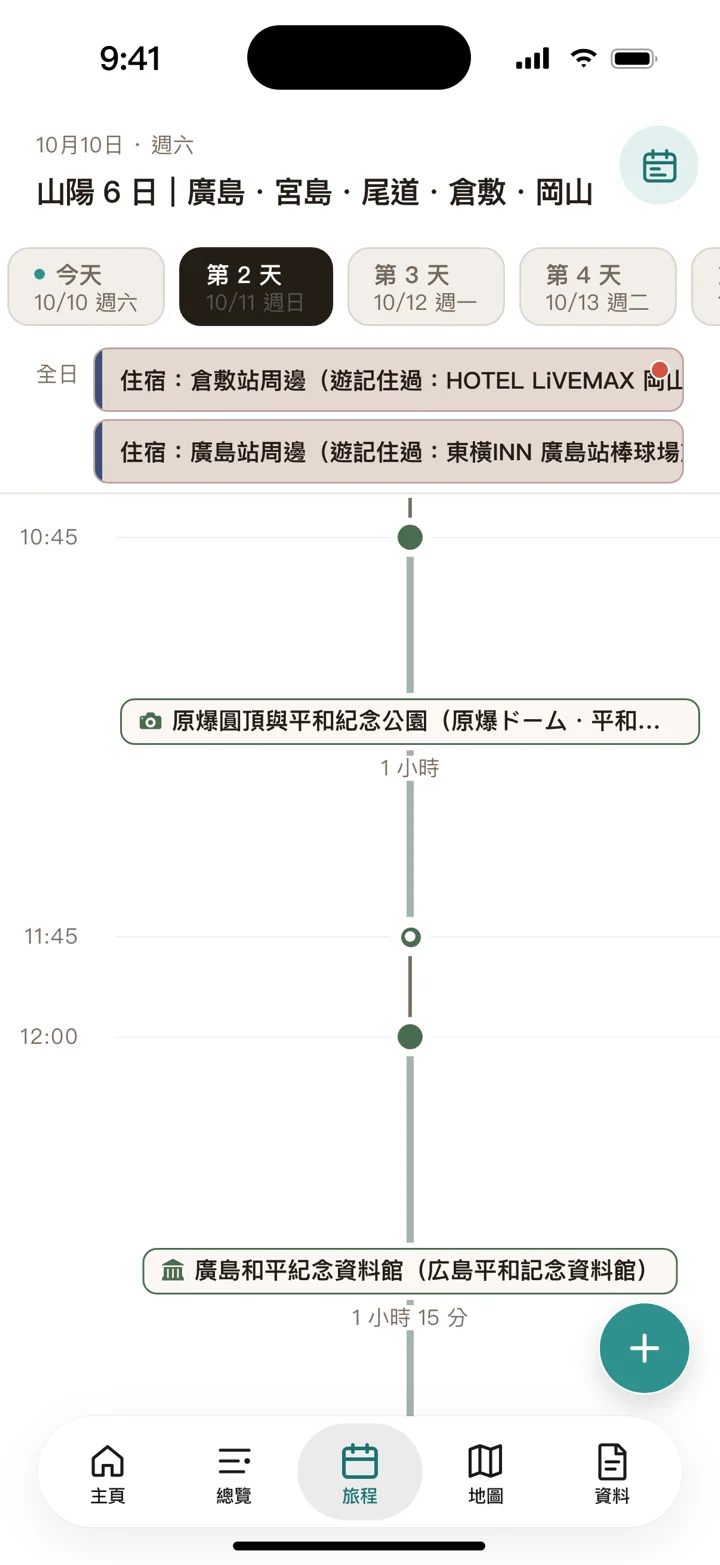 9:41
10月10日 · 週六
山陽 6 日｜廣島 · 宮島 · 尾道 · 倉敷 · 岡山
今天
10/10 週六
第 2 天
10/11 週日
第 3 天
10/12 週一
第 4 天
10/13 週二
全日
住宿：倉敷站周邊（遊記住過：HOTEL LiVEMAX 岡山
住宿：廣島站周邊（遊記住過：東橫INN 廣島站棒球場
10:45
原爆圓頂與平和紀念公園（原爆ドーム · 平和…
1 小時
11:45
12:00
廣島和平紀念資料館（広島平和記念資料館）
1 小時 15 分
主頁
總覽
旅程
地圖
資料